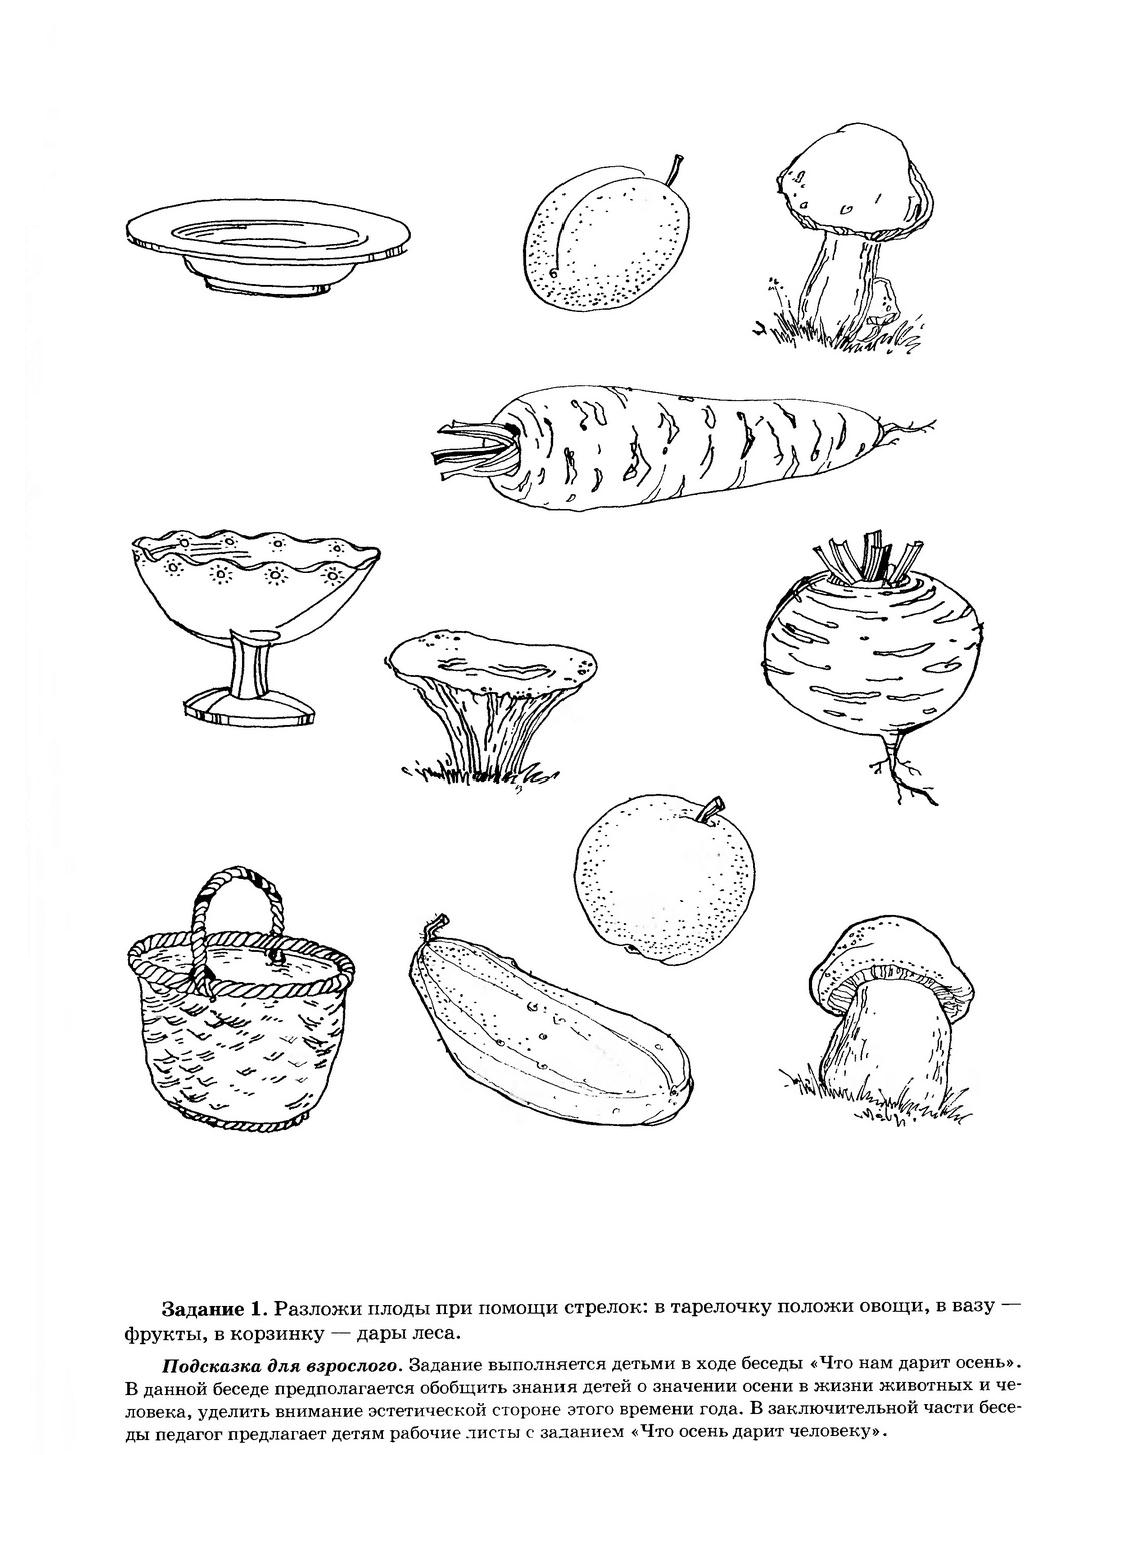 Задание 1. Разложи плоды при помощи стрелок: в тарелочку положи овощи, в вазу —
фрукты, в корзинку — дары леса.
Подсказка для взрослого. Задание выполняется детьми в ходе беседы «Что нам дарит осень».
В данной беседе предполагается обобщить знания детей о значении осени в жизни животных и че-
ловека, уделить внимание эстетической стороне этого времени года. В заключительной части бесе-
ды педагог предлагает детям рабочие листы с заданием «Что осень дарит человеку».